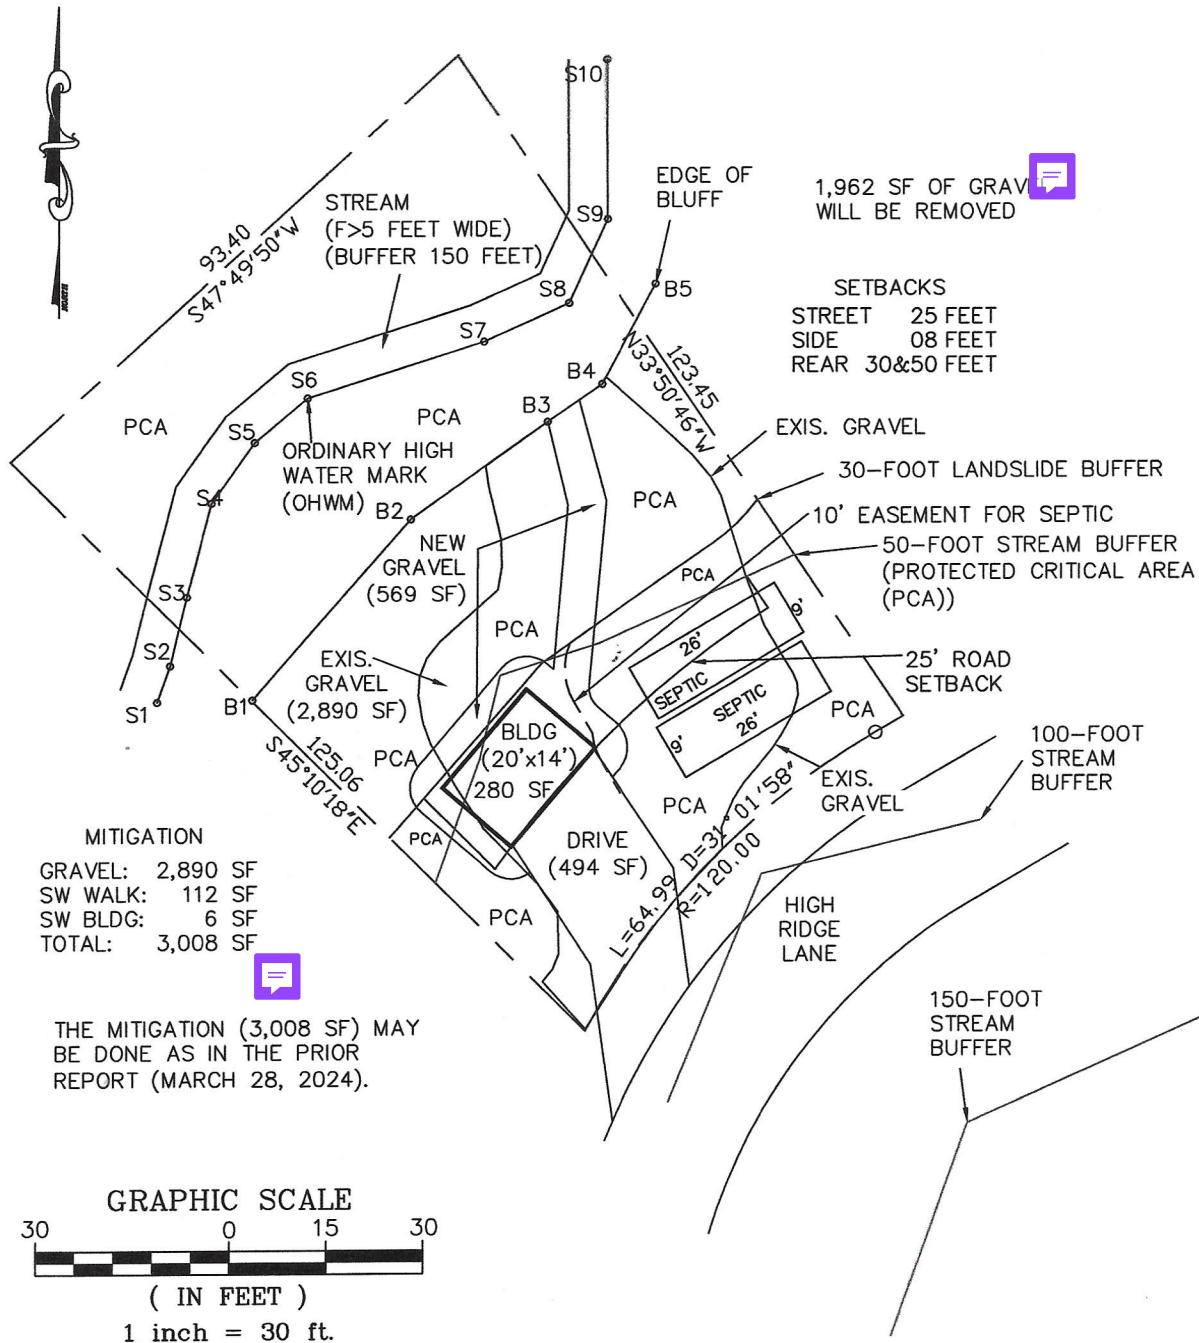 S10
EDGE OF
BLUFF
1,962 SF OF GRAV
WILL BE REMOVED
STREAM
(F>5 FEET WIDE)
(BUFFER 150 FEET)
S9
93.40
S47°49'50"W
NORTH
S8
B5
SETBACKS
STREET 25 FEET
SIDE 08 FEET
REAR 30&50 FEET
S7
123.45
N33°50'46"W
S6
B4
PCA
PCA
B3
S5
EXIS. GRAVEL
ORDINARY HIGH
WATER MARK
(OHWM)
30-FOOT LANDSLIDE BUFFER
S4
PCA
B2
10' EASEMENT FOR SEPTIC
NEW
GRAVEL
(569 SF)
50-FOOT STREAM BUFFER
(PROTECTED CRITICAL AREA
(PCA))
PCA
S3
9'
26'
SEPTIC
PCA
S2
EXIS.
GRAVEL
(2,890 SF)
25' ROAD
SETBACK
SEPTIC
26'
9'
S1
B1
PCA
BLDG
(20'x14')
280 SF
100-FOOT
STREAM
BUFFER
125.06
S45°10'18"E
PCA
EXIS.
GRAVEL
PCA
MITIGATION
GRAVEL: 2,890 SF
SW WALK: 112 SF
SW BLDG: 6 SF
TOTAL: 3,008 SF
PCA
DRIVE
(494 SF)
L=64.99 D=31°01'58"
R=120.00
PCA
HIGH
RIDGE
LANE
THE MITIGATION (3,008 SF) MAY
BE DONE AS IN THE PRIOR
REPORT (MARCH 28, 2024).
150-FOOT
STREAM
BUFFER
GRAPHIC SCALE
30 0 15 30
( IN FEET )
1 inch = 30 ft.